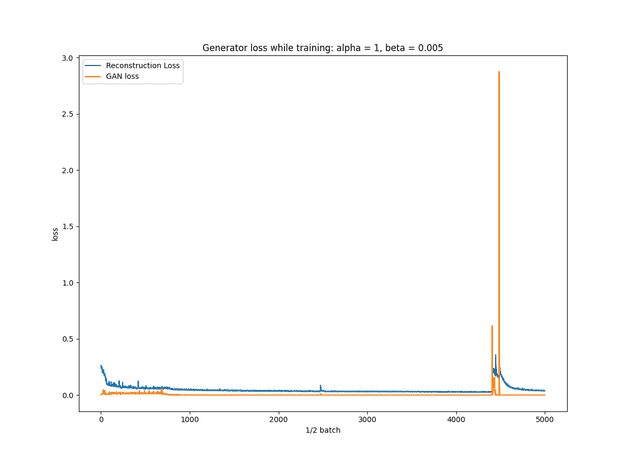 Generator loss while training: alpha = 1, beta = 0.005
Reconstruction Loss
GAN loss
3.0
2.5
2.0
1.5
1.0
0.5
0.0
loss
0 1000 2000 3000 4000 5000
1/2 batch